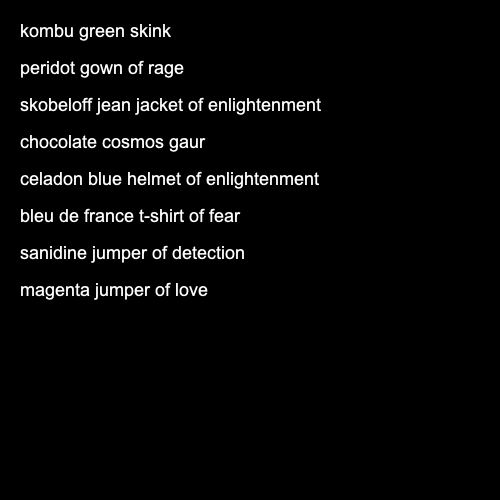 kombu green skink
peridot gown of rage
skobeloff jean jacket of enlightenment
chocolate cosmos gaur
celadon blue helmet of enlightenment
bleu de france t-shirt of fear
sanidine jumper of detection
magenta jumper of love